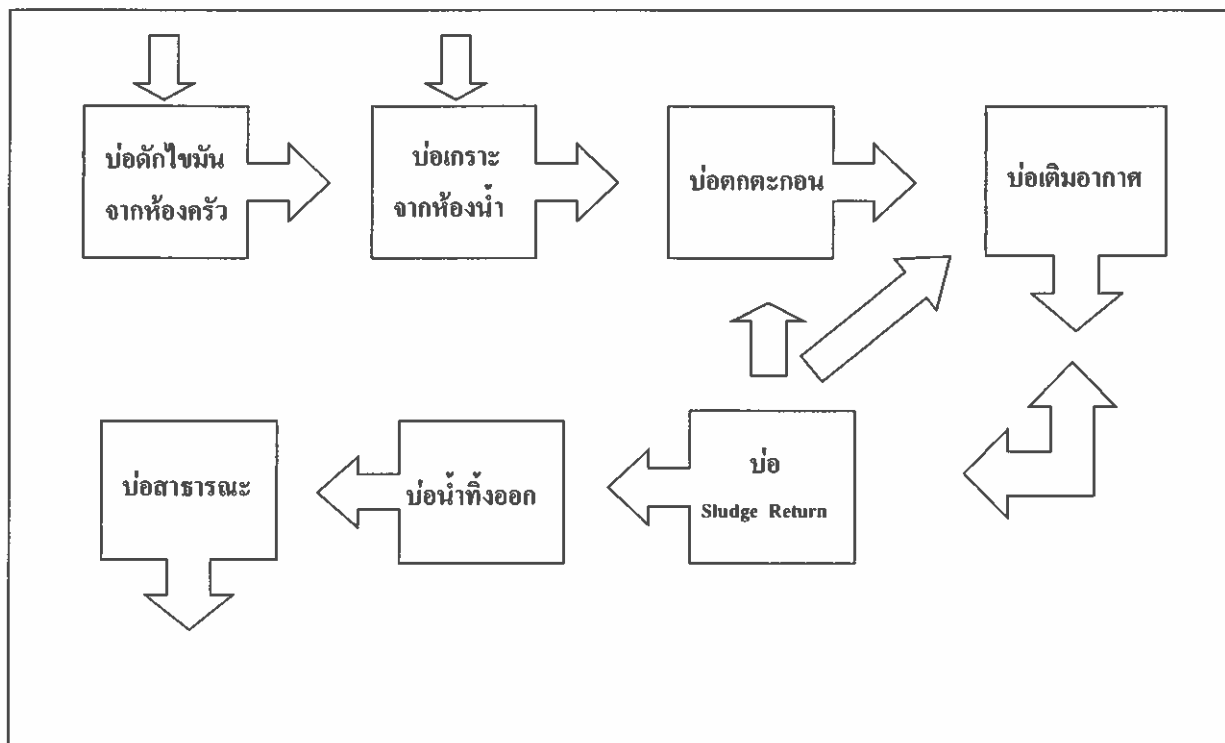 บ่อดักไขมัน
จากห้องครัว
บ่อเกราะ
จากห้องน้ำ
บ่อตกตะกอน
บ่อเติมอากาศ
บ่อสาธารณะ
บ่อน้ำทิ้งออก
บ่อ
Sludge Return